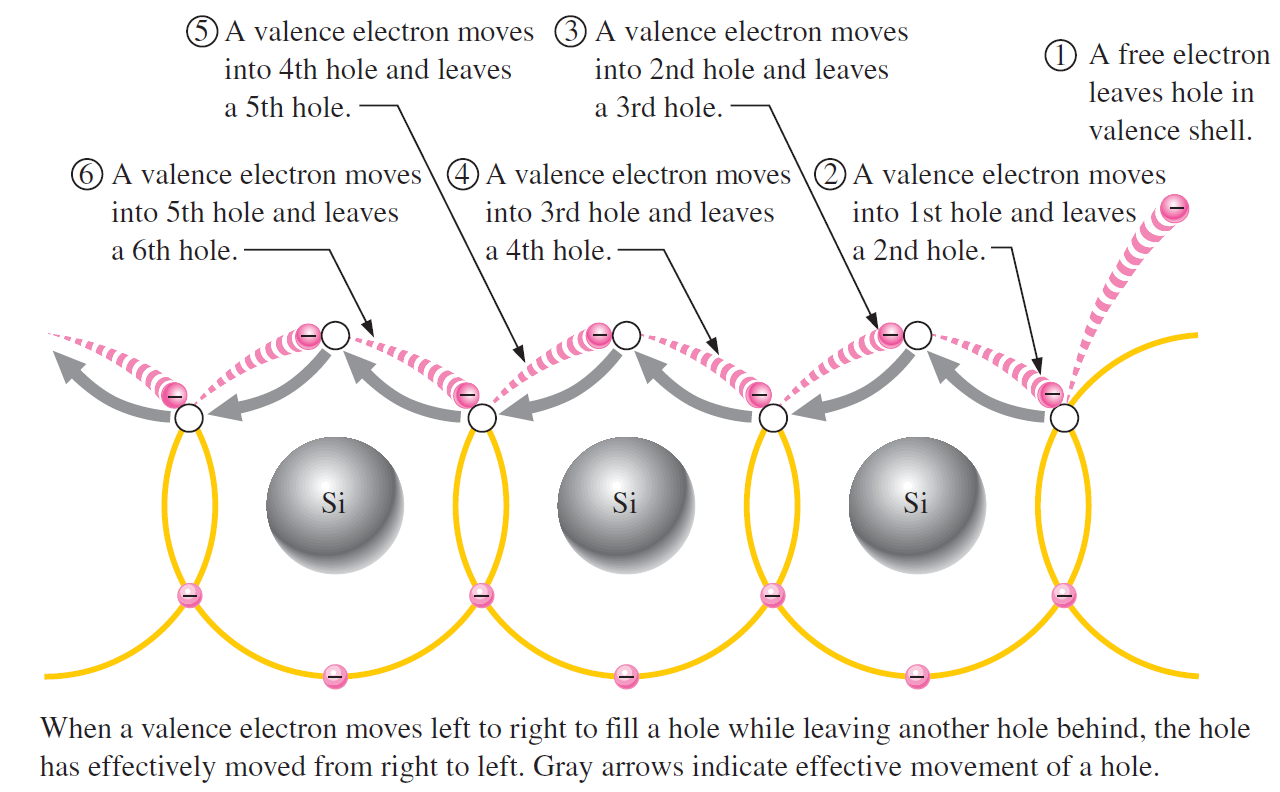 ⑤ A valence electron moves
into 4th hole and leaves
a 5th hole.
③ A valence electron moves
into 2nd hole and leaves
a 3rd hole.
① A free electron
leaves hole in
valence shell.
⑥ A valence electron moves
into 5th hole and leaves
a 6th hole.
④ A valence electron moves
into 3rd hole and leaves
a 4th hole.
② A valence electron moves
into 1st hole and leaves
a 2nd hole.
Si
Si
Si
When a valence electron moves left to right to fill a hole while leaving another hole behind, the hole
has effectively moved from right to left. Gray arrows indicate effective movement of a hole.